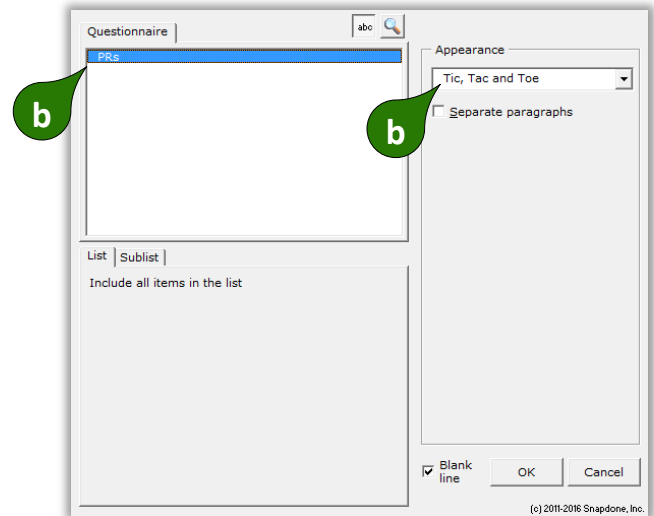 Questionnaire
abc
PRs
b
Appearance
Tic, Tac and Toe
b
Separate paragraphs
List
Sublist
Include all items in the list
Blank line
OK
Cancel
(c) 2011-2016 Snapdone, Inc.